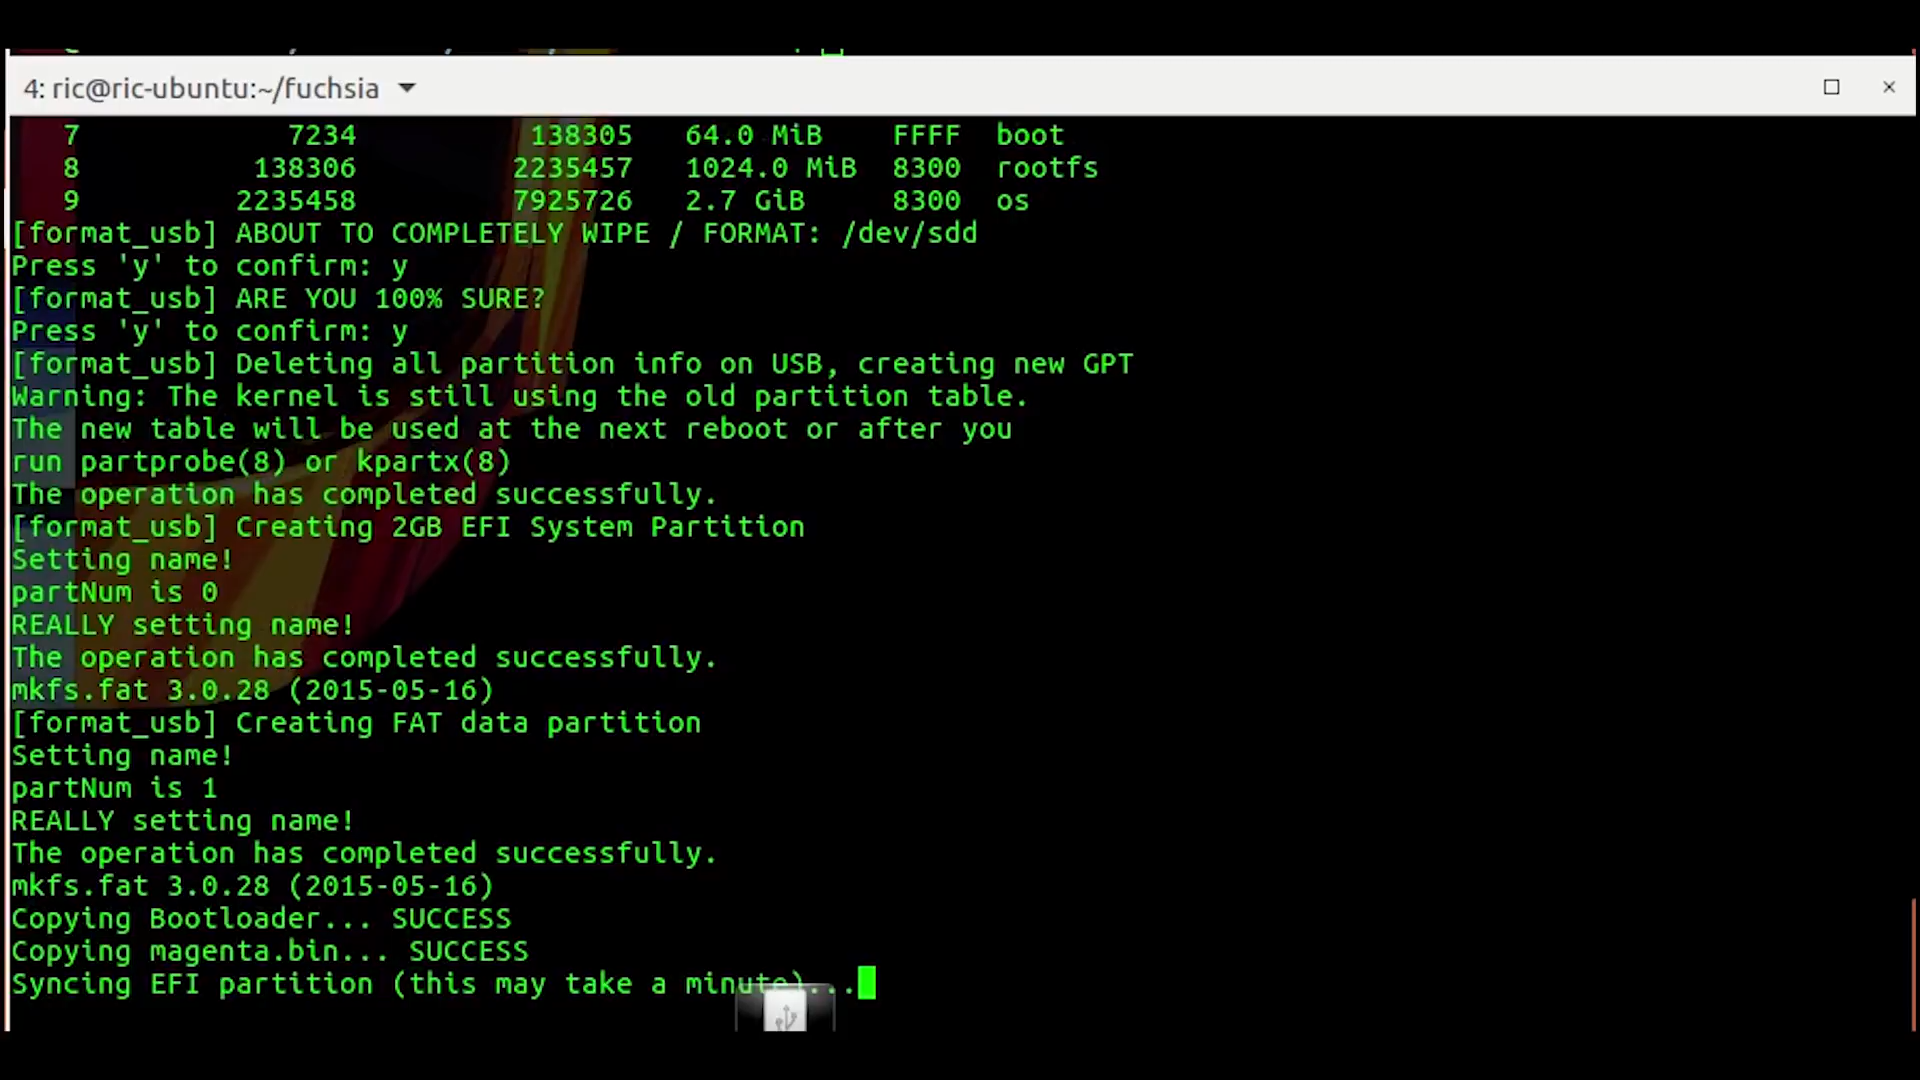 4: ric@ric-ubuntu:~/fuchsia
7 7234 138305 64.0 MiB FFFF boot
8 138306 2235457 1024.0 MiB 8300 rootfs
9 2235458 7925726 2.7 GiB 8300 os
[format_usb] ABOUT TO COMPLETELY WIPE / FORMAT: /dev/sdd
Press 'y' to confirm: y
[format_usb] ARE YOU 100% SURE?
Press 'y' to confirm: y
[format_usb] Deleting all partition info on USB, creating new GPT
Warning: The kernel is still using the old partition table.
The new table will be used at the next reboot or after you
run partprobe(8) or kpartx(8)
The operation has completed successfully.
[format_usb] Creating 2GB EFI System Partition
Setting name!
partNum is 0
REALLY setting name!
The operation has completed successfully.
mkfs.fat 3.0.28 (2015-05-16)
[format_usb] Creating FAT data partition
Setting name!
partNum is 1
REALLY setting name!
The operation has completed successfully.
mkfs.fat 3.0.28 (2015-05-16)
Copying Bootloader... SUCCESS
Copying magenta.bin... SUCCESS
Syncing EFI partition (this may take a minute)...